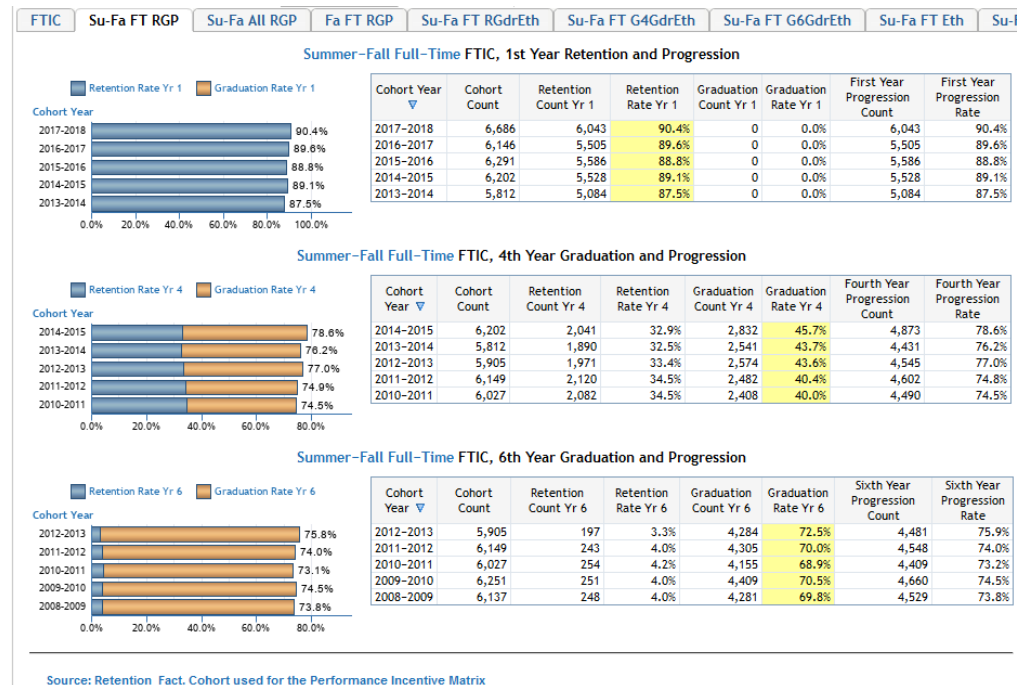 FTIC Su-Fa FT RGP Su-Fa All RGP Fa FT RGP Su-Fa FT RGdrEth Su-Fa FT G4GdrEth Su-Fa FT G6GdrEth Su-Fa FT Eth
Summer-Fall Full-Time FTIC, 1st Year Retention and Progression
Retention Rate Yr 1 Graduation Rate Yr 1
Cohort Year
2017-2018 90.4%
2016-2017 89.6%
2015-2016 88.8%
2014-2015 89.1%
2013-2014 87.5%
0.0% 20.0% 40.0% 60.0% 80.0% 100.0%
Cohort Year Cohort Count Retention Count Yr 1 Retention Rate Yr 1 Graduation Count Yr 1 Graduation Rate Yr 1 First Year Progression Count First Year Progression Rate
2017-2018 6,686 6,043 90.4% 0 0.0% 6,043 90.4%
2016-2017 6,146 5,505 89.6% 0 0.0% 5,505 89.6%
2015-2016 6,291 5,586 88.8% 0 0.0% 5,586 88.8%
2014-2015 6,202 5,528 89.1% 0 0.0% 5,528 89.1%
2013-2014 5,812 5,084 87.5% 0 0.0% 5,084 87.5%
Summer-Fall Full-Time FTIC, 4th Year Graduation and Progression
Retention Rate Yr 4 Graduation Rate Yr 4
Cohort Year
2014-2015 78.6%
2013-2014 76.2%
2012-2013 77.0%
2011-2012 74.9%
2010-2011 74.5%
0.0% 20.0% 40.0% 60.0% 80.0%
Cohort Year Cohort Count Retention Count Yr 4 Retention Rate Yr 4 Graduation Count Yr 4 Graduation Rate Yr 4 Fourth Year Progression Count Fourth Year Progression Rate
2014-2015 6,202 2,041 32.9% 2,832 45.7% 4,873 78.6%
2013-2014 5,812 1,890 32.5% 2,541 43.7% 4,431 76.2%
2012-2013 5,905 1,971 33.4% 2,574 43.6% 4,545 77.0%
2011-2012 6,149 2,120 34.5% 2,482 40.4% 4,602 74.8%
2010-2011 6,027 2,082 34.5% 2,408 40.0% 4,490 74.5%
Summer-Fall Full-Time FTIC, 6th Year Graduation and Progression
Retention Rate Yr 6 Graduation Rate Yr 6
Cohort Year
2012-2013 75.8%
2011-2012 74.0%
2010-2011 73.1%
2009-2010 74.5%
2008-2009 73.8%
0.0% 20.0% 40.0% 60.0% 80.0%
Cohort Year Cohort Count Retention Count Yr 6 Retention Rate Yr 6 Graduation Count Yr 6 Graduation Rate Yr 6 Sixth Year Progression Count Sixth Year Progression Rate
2012-2013 5,905 197 3.3% 4,284 72.5% 4,481 75.9%
2011-2012 6,149 243 4.0% 4,305 70.0% 4,548 74.0%
2010-2011 6,027 254 4.2% 4,155 68.9% 4,409 73.2%
2009-2010 6,251 251 4.0% 4,409 70.5% 4,660 74.5%
2008-2009 6,137 248 4.0% 4,281 69.8% 4,529 73.8%
Source: Retention_Fact. Cohort used for the Performance Incentive Matrix